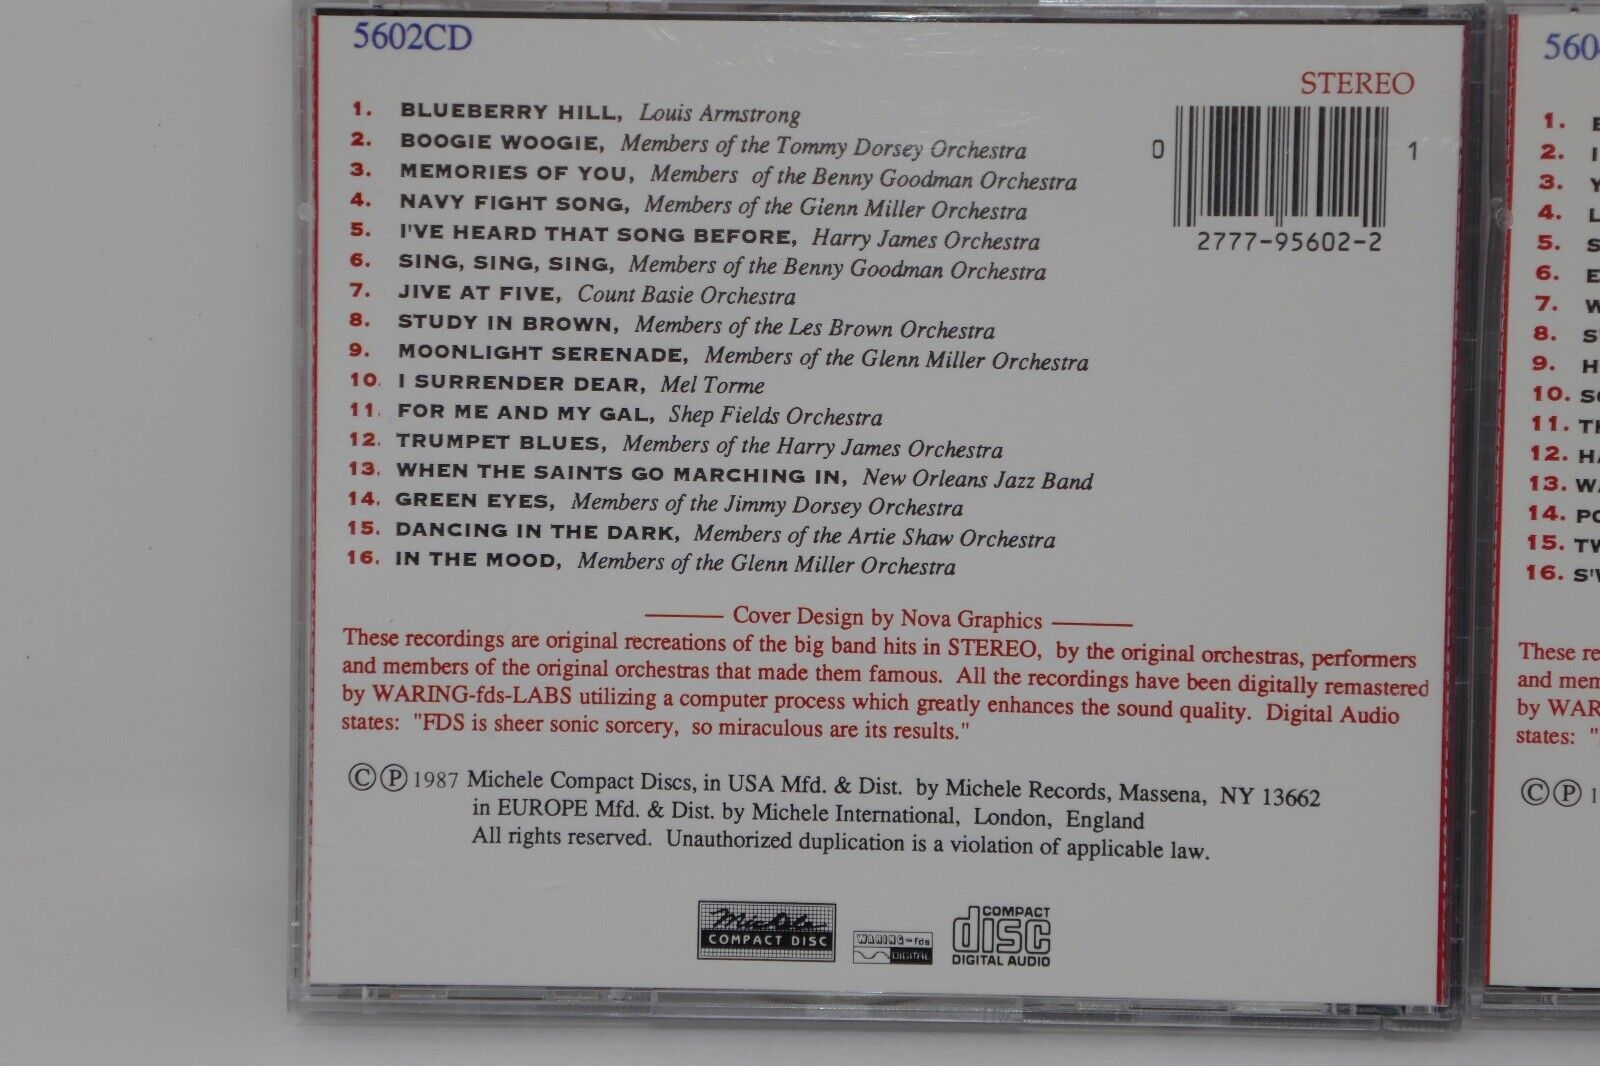 5602CD
STEREO
1. BLUEBERRY HILL, Louis Armstrong
2. BOOGIE WOOGIE, Members of the Tommy Dorsey Orchestra
3. MEMORIES OF YOU, Members of the Benny Goodman Orchestra
4. NAVY FIGHT SONG, Members of the Glenn Miller Orchestra
5. I'VE HEARD THAT SONG BEFORE, Harry James Orchestra
6. SING, SING, SING, Members of the Benny Goodman Orchestra
7. JIVE AT FIVE, Count Basie Orchestra
8. STUDY IN BROWN, Members of the Les Brown Orchestra
9. MOONLIGHT SERENADE, Members of the Glenn Miller Orchestra
10. I SURRENDER DEAR, Mel Torme
11. FOR ME AND MY GAL, Shep Fields Orchestra
12. TRUMPET BLUES, Members of the Harry James Orchestra
13. WHEN THE SAINTS GO MARCHING IN, New Orleans Jazz Band
14. GREEN EYES, Members of the Jimmy Dorsey Orchestra
15. DANCING IN THE DARK, Members of the Artie Shaw Orchestra
16. IN THE MOOD, Members of the Glenn Miller Orchestra
0 1
2777-95602-2
Cover Design by Nova Graphics
These recordings are original recreations of the big band hits in STEREO, by the original orchestras, performers
and members of the original orchestras that made them famous. All the recordings have been digitally remastered
by WARING-fds-LABS utilizing a computer process which greatly enhances the sound quality. Digital Audio
states: "FDS is sheer sonic sorcery, so miraculous are its results."
©℗ 1987 Michele Compact Discs, in USA Mfd. & Dist. by Michele Records, Massena, NY 13662
in EUROPE Mfd. & Dist. by Michele International, London, England
All rights reserved. Unauthorized duplication is a violation of applicable law.
Michele
COMPACT DISC
WARING-fds
DIGITAL
COMPACT
disc
DIGITAL AUDIO
560
1.
2.
3.
4.
5.
6.
7.
8.
9.
10.
11.
12.
13.
14.
15.
16.
These re
and mem
by WAR
states: "
©℗ 1